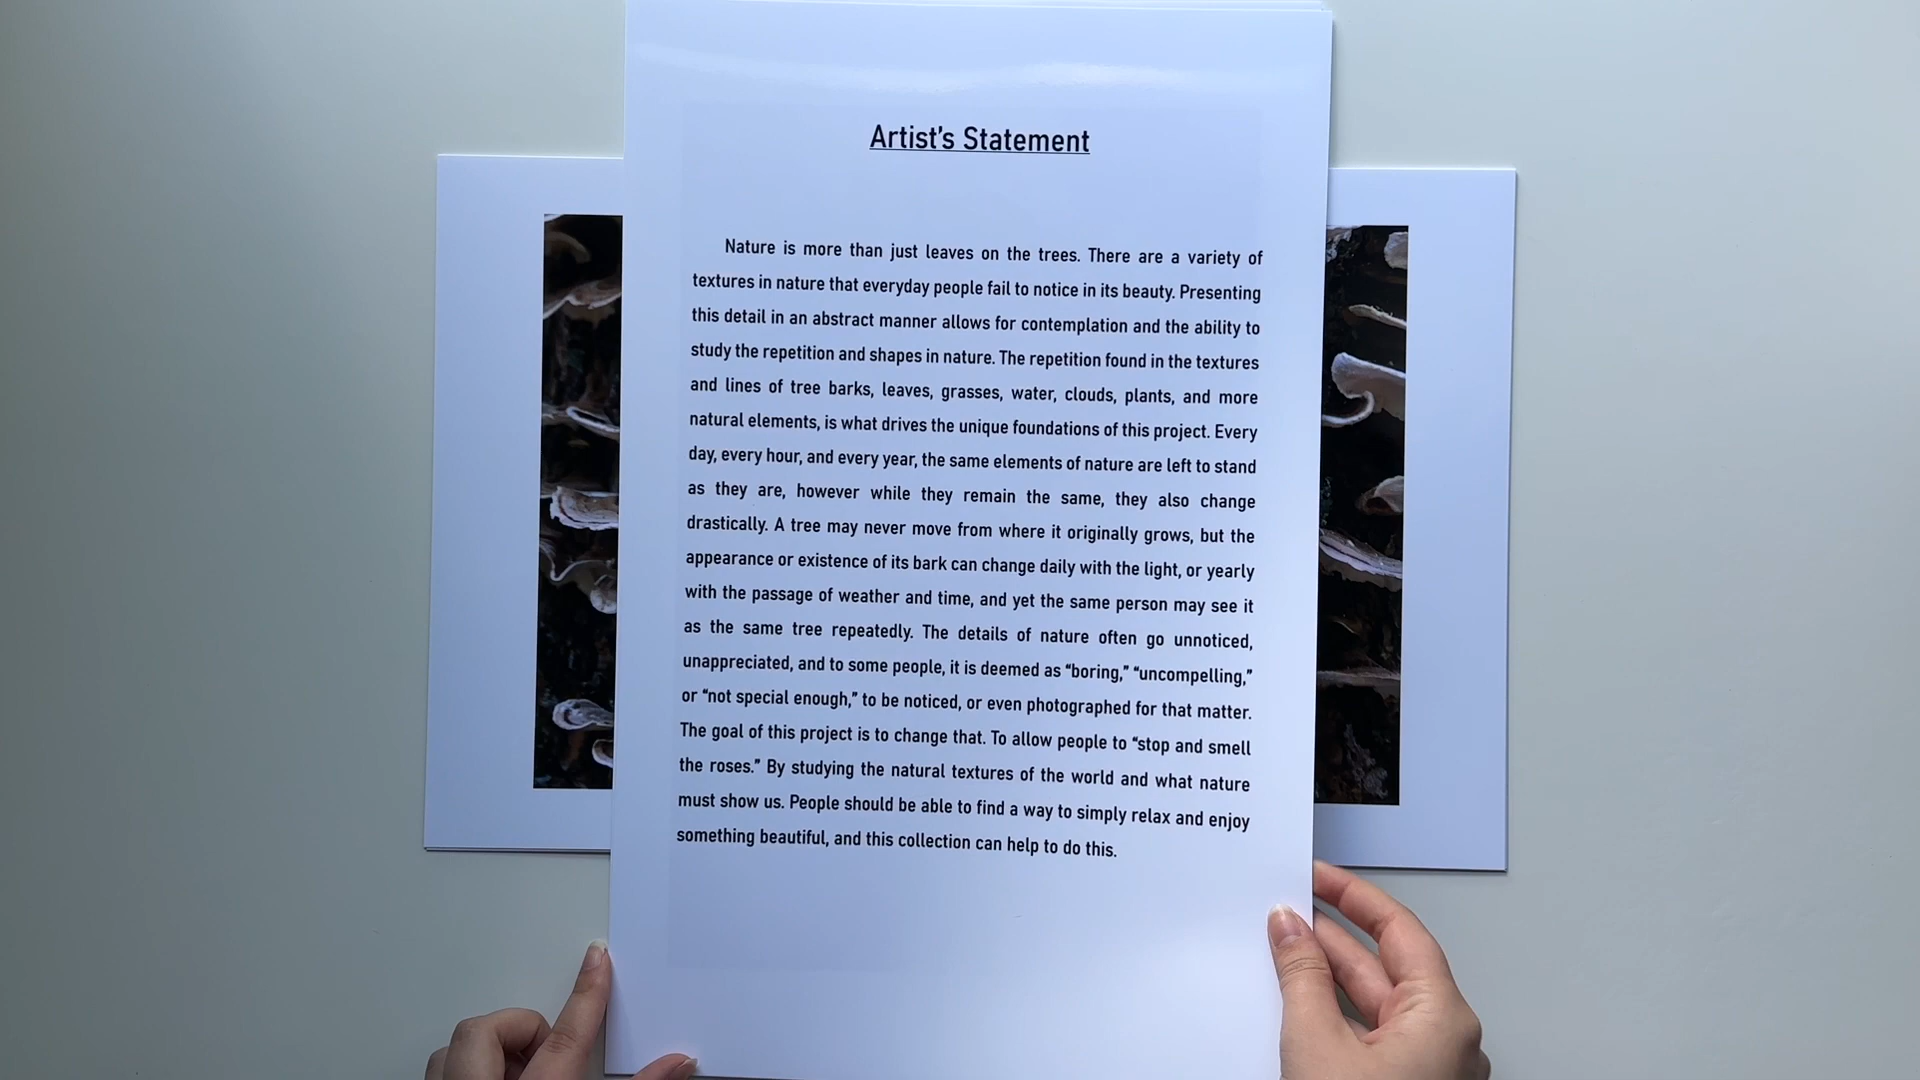 Artist's Statement
Nature is more than just leaves on the trees. There are a variety of
textures in nature that everyday people fail to notice in its beauty. Presenting
this detail in an abstract manner allows for contemplation and the ability to
study the repetition and shapes in nature. The repetition found in the textures
and lines of tree barks, leaves, grasses, water, clouds, plants, and more
natural elements, is what drives the unique foundations of this project. Every
day, every hour, and every year, the same elements of nature are left to stand
as they are, however while they remain the same, they also change
drastically. A tree may never move from where it originally grows, but the
appearance or existence of its bark can change daily with the light, or yearly
with the passage of weather and time, and yet the same person may see it
as the same tree repeatedly. The details of nature often go unnoticed,
unappreciated, and to some people, it is deemed as “boring,” “uncompelling,”
or “not special enough,” to be noticed, or even photographed for that matter.
The goal of this project is to change that. To allow people to “stop and smell
the roses.” By studying the natural textures of the world and what nature
must show us. People should be able to find a way to simply relax and enjoy
something beautiful, and this collection can help to do this.